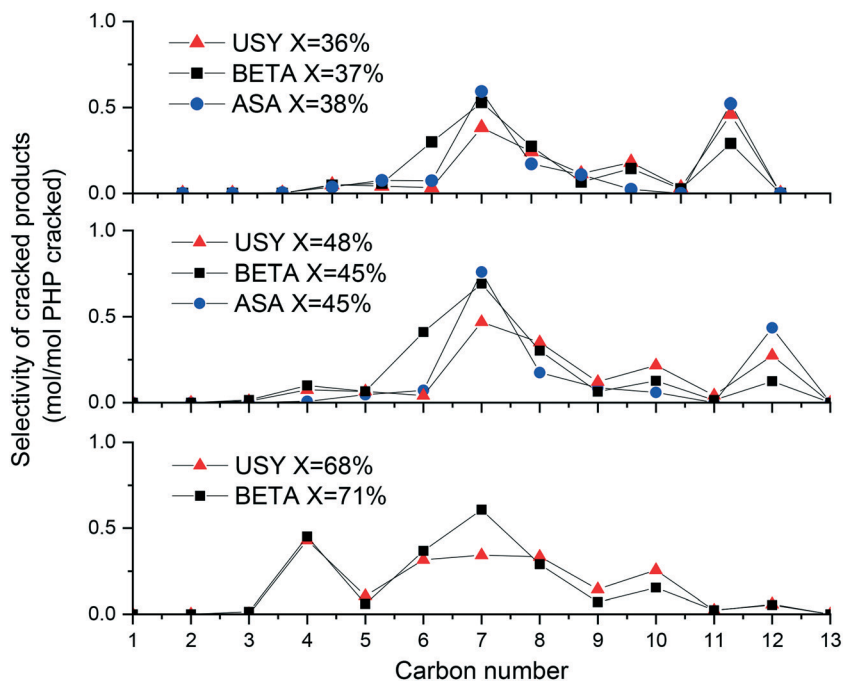 Selectivity of cracked products
(mol/mol PHP cracked)
1.0
0.5
0.0
USY X=36%
BETA X=37%
ASA X=38%
1.0
0.5
0.0
USY X=48%
BETA X=45%
ASA X=45%
1.0
0.5
0.0
USY X=68%
BETA X=71%
1 2 3 4 5 6 7 8 9 10 11 12 13
Carbon number